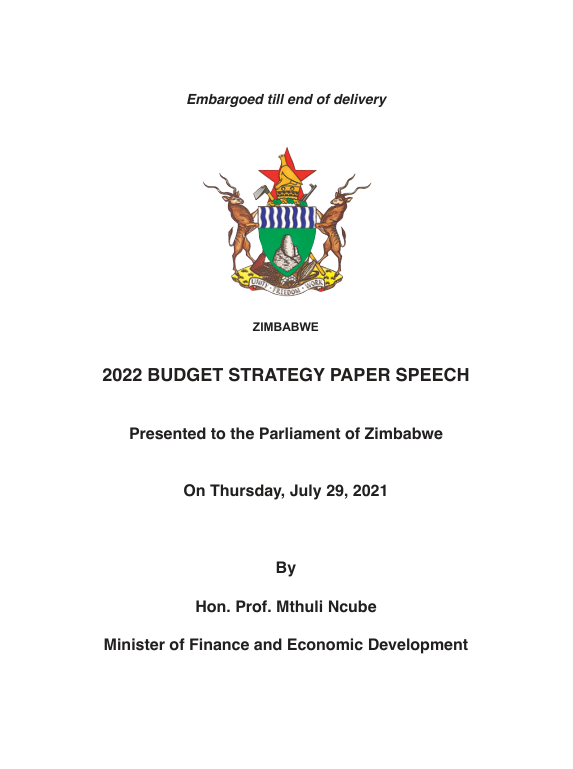 Embargoed till end of delivery
UNITY · FREEDOM · WORK
ZIMBABWE
2022 BUDGET STRATEGY PAPER SPEECH
Presented to the Parliament of Zimbabwe
On Thursday, July 29, 2021
By
Hon. Prof. Mthuli Ncube
Minister of Finance and Economic Development